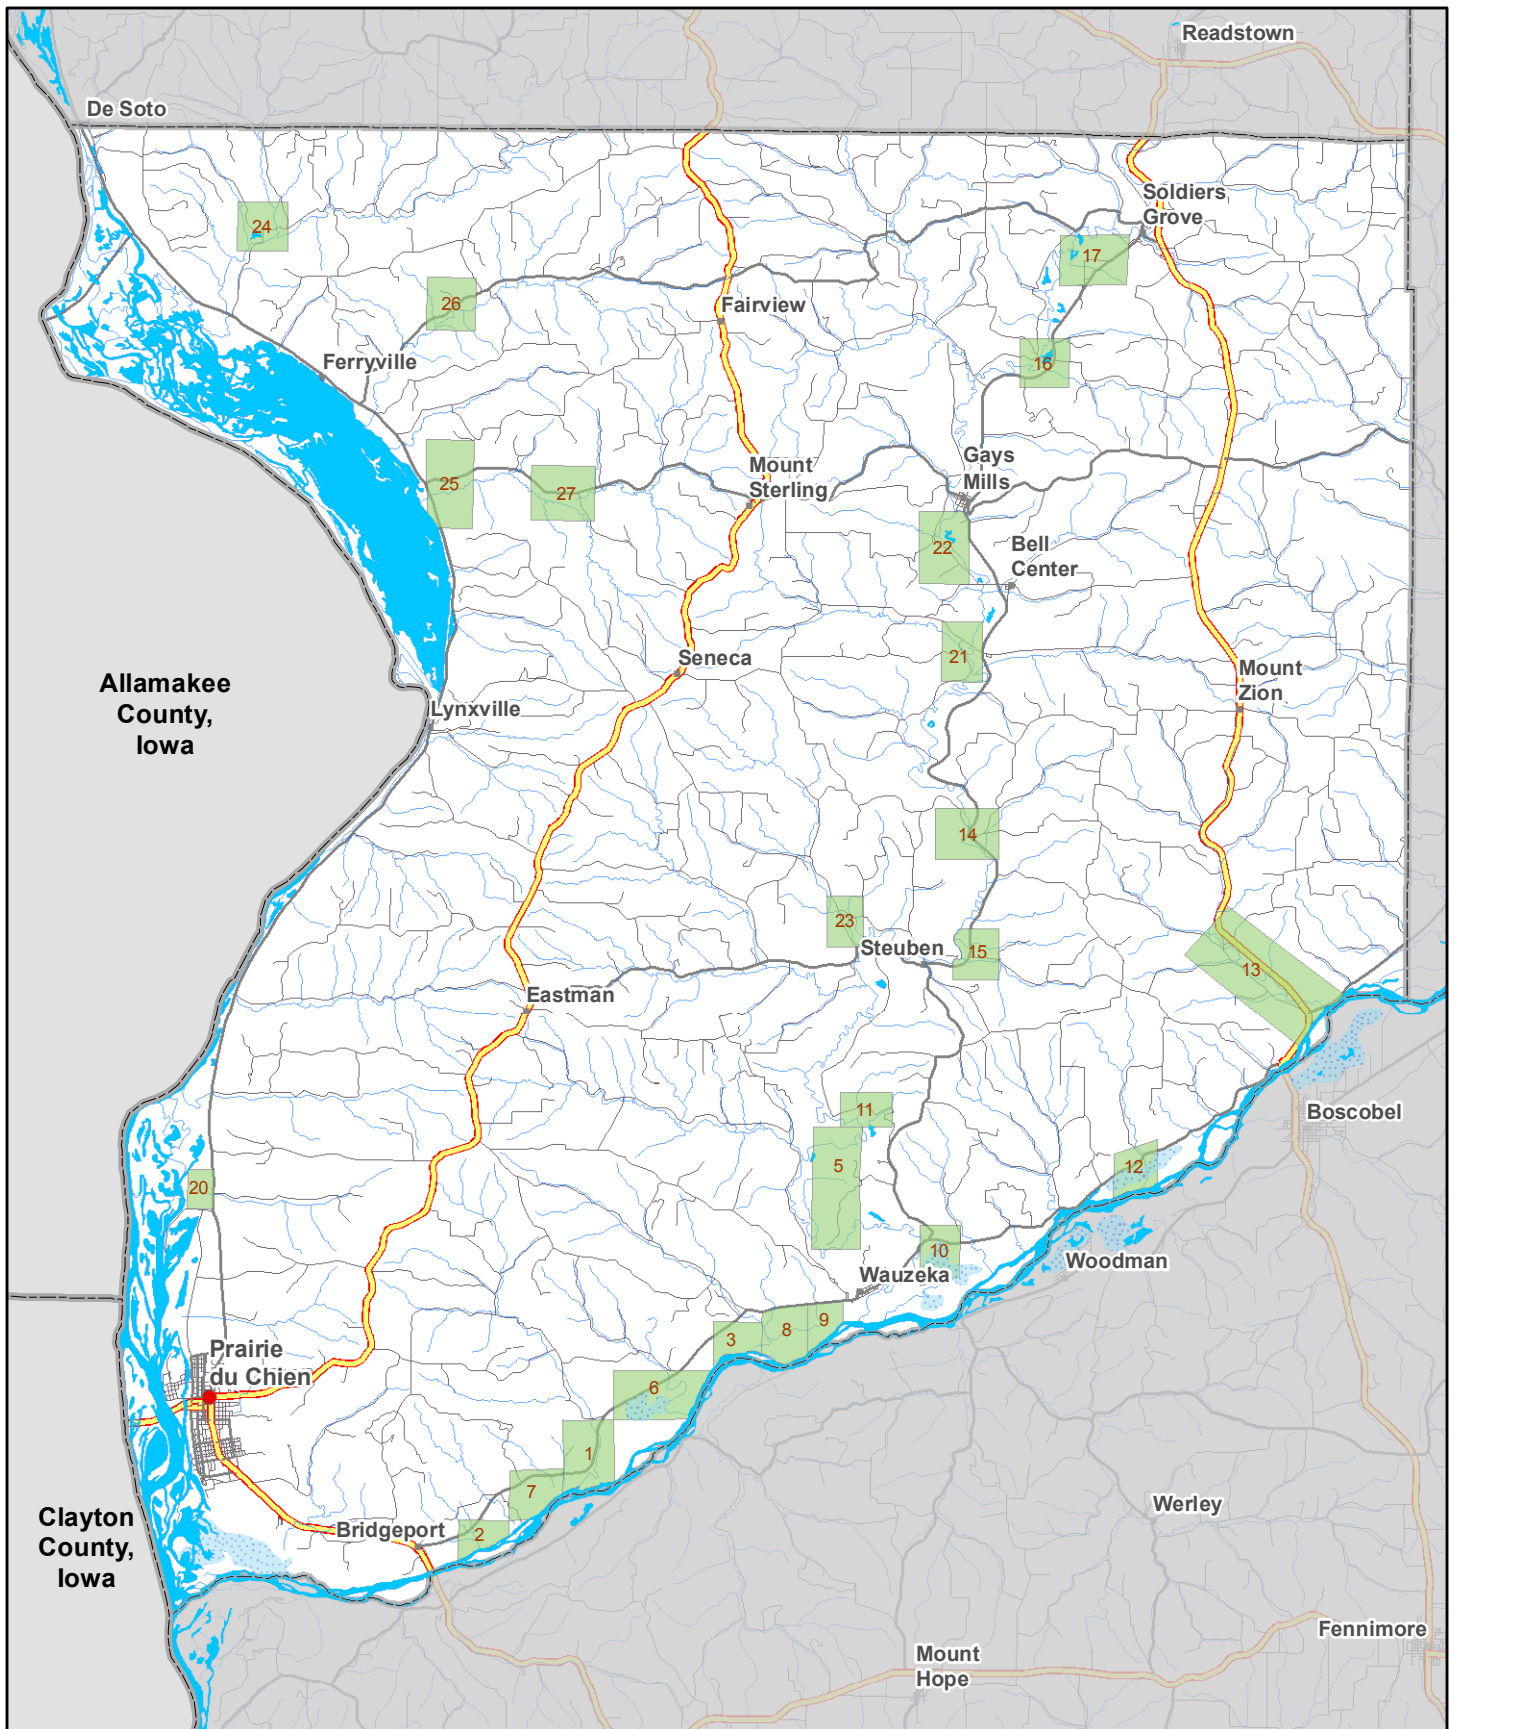 Readstown
De Soto
Soldiers
Grove
24
17
26
Fairview
Ferryville
16
Gays
Mills
Mount
Sterling
25
27
22
Bell
Center
21
Seneca
Mount
Zion
Allamakee
County,
Iowa
Lynxville
14
23
Steuben
15
13
Eastman
11
Boscobel
5
12
20
10
Woodman
Wauzeka
9
8
3
Prairie
du Chien
6
1
7
Werley
Clayton
County,
Iowa
Bridgeport
2
Fennimore
Mount
Hope